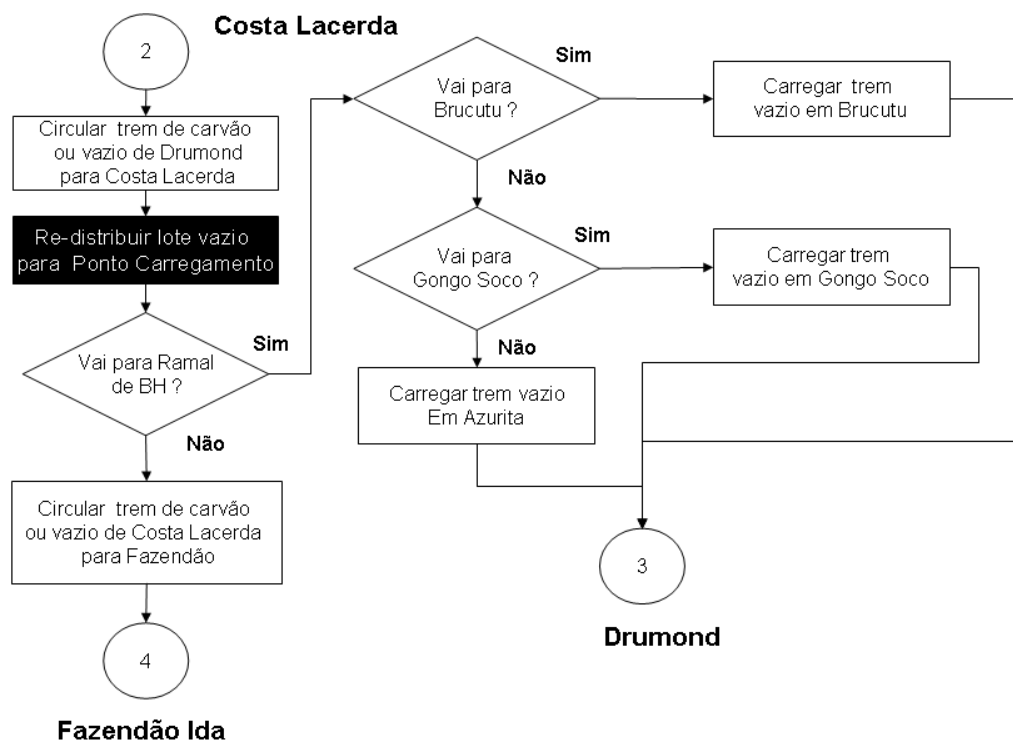 Costa Lacerda
2
Circular trem de carvão
ou vazio de Drumond
para Costa Lacerda
Re-distribuir lote vazio
para Ponto Carregamento
Vai para Ramal
de BH ?
Sim
Não
Circular trem de carvão
ou vazio de Costa Lacerda
para Fazendão
4
Fazendão Ida
Vai para
Brucutu ?
Sim
Carregar trem
vazio em Brucutu
Não
Vai para
Gongo Soco ?
Sim
Carregar trem
vazio em Gongo Soco
Não
Carregar trem vazio
Em Azurita
3
Drumond